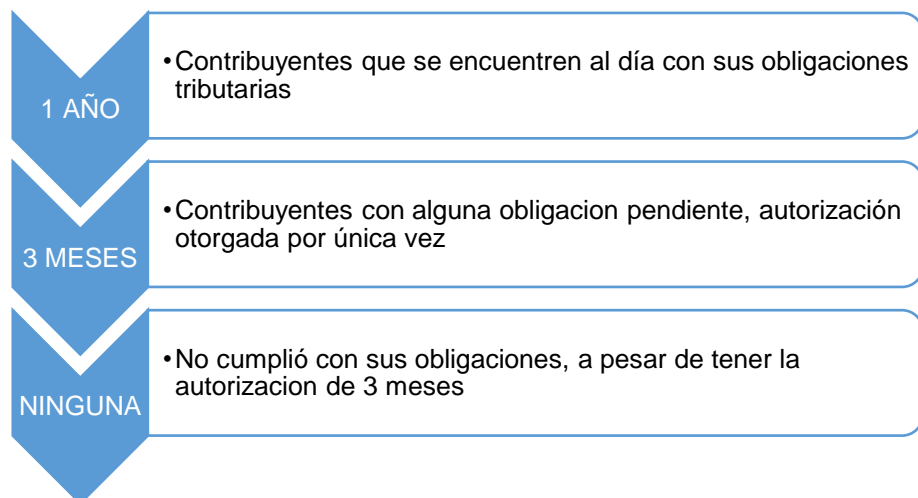 1 AÑO
•Contribuyentes que se encuentren al día con sus obligaciones
tributarias
3 MESES
•Contribuyentes con alguna obligacion pendiente, autorización
otorgada por única vez
NINGUNA
•No cumplió con sus obligaciones, a pesar de tener la
autorizacion de 3 meses